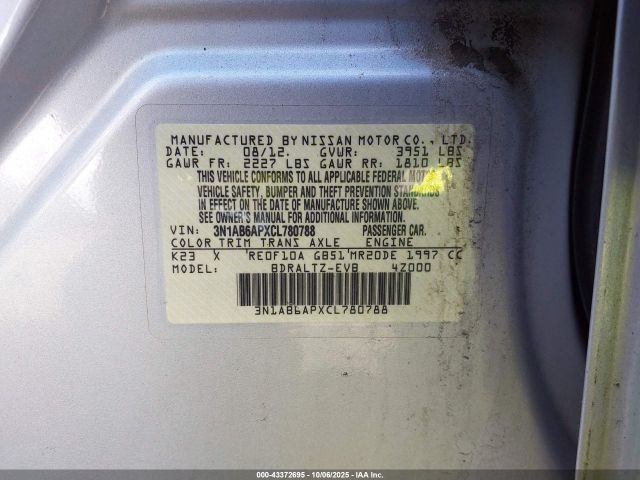 MANUFACTURED BY NISSAN MOTOR CO., LTD.
DATE: 08/12 GVWR: 3951 LBS
GAWR FR: 2227 LBS GAWR RR: 1810 LBS
THIS VEHICLE CONFORMS TO ALL APPLICABLE FEDERAL MOTOR
VEHICLE SAFETY, BUMPER AND THEFT PREVENTION STANDARDS
IN EFFECT ON THE DATE OF MANUFACTURE SHOWN ABOVE.
SEE OWNER'S MANUAL FOR ADDITIONAL INFORMATION.
VIN: 3N1AB6APXCL780788 PASSENGER CAR.
COLOR TRIM TRANS AXLE ENGINE
K23 X 'RE0F10A GB51'MR20DE 1997 CC
MODEL: BDRALTZ-EVB 4Z000
3N1AB6APXCL780788
000-43372695 | 10/06/2025 | IAA Inc.